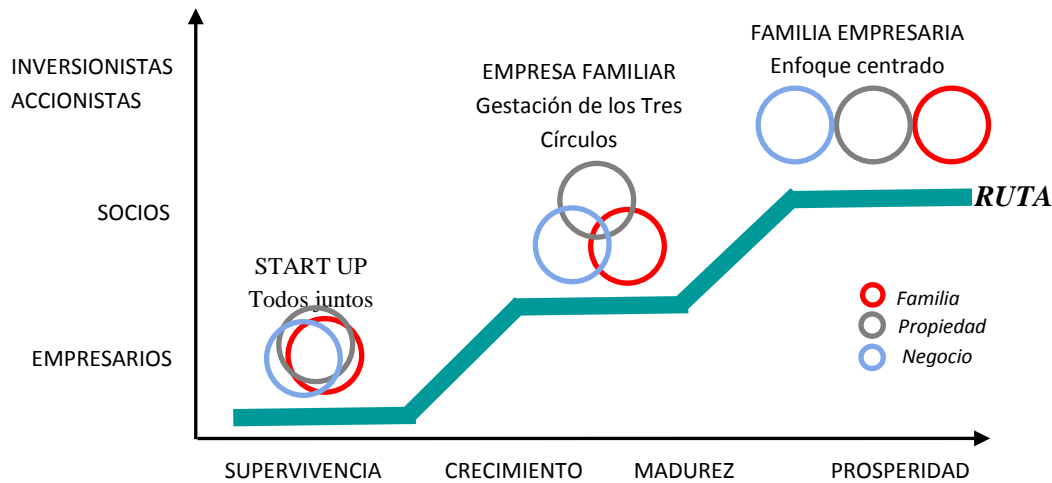 INVERSIONISTAS
ACCIONISTAS
SOCIOS
EMPRESARIOS
START UP
Todos juntos
EMPRESA FAMILIAR
Gestación de los Tres
Círculos
FAMILIA EMPRESARIA
Enfoque centrado
RUTA
Familia
Propiedad
Negocio
SUPERVIVENCIA
CRECIMIENTO
MADUREZ
PROSPERIDAD